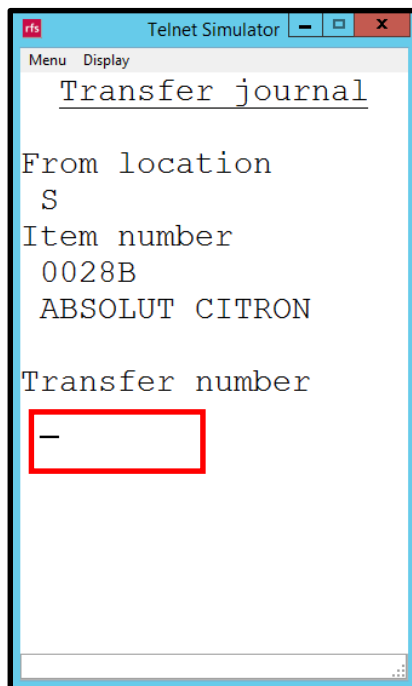 rfs Telnet Simulator
Menu Display
Transfer journal
From location
S
Item number
0028B
ABSOLUT CITRON
Transfer number
_